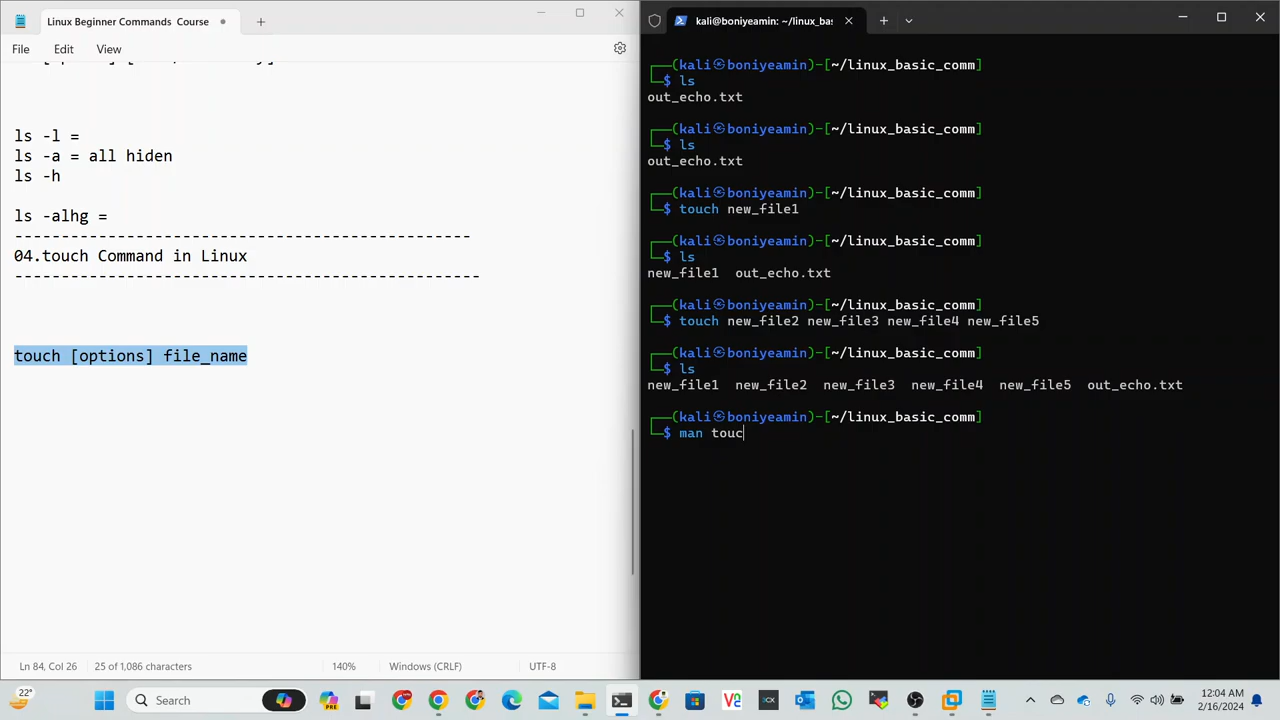 Linux Beginner Commands Course
File Edit View
ls -l =
ls -a = all hiden
ls -h
ls -alhg =
-------------------------------------------------
04.touch Command in Linux
--------------------------------------------------
touch [options] file_name
Ln 84, Col 26 25 of 1,086 characters 140% Windows (CRLF) UTF-8
kali@boniyeamin: ~/linux_bas
┌──(kali㉿boniyeamin)-[~/linux_basic_comm]
└─$ ls
out_echo.txt
┌──(kali㉿boniyeamin)-[~/linux_basic_comm]
└─$ ls
out_echo.txt
┌──(kali㉿boniyeamin)-[~/linux_basic_comm]
└─$ touch new_file1
┌──(kali㉿boniyeamin)-[~/linux_basic_comm]
└─$ ls
new_file1 out_echo.txt
┌──(kali㉿boniyeamin)-[~/linux_basic_comm]
└─$ touch new_file2 new_file3 new_file4 new_file5
┌──(kali㉿boniyeamin)-[~/linux_basic_comm]
└─$ ls
new_file1 new_file2 new_file3 new_file4 new_file5 out_echo.txt
┌──(kali㉿boniyeamin)-[~/linux_basic_comm]
└─$ man touc
22°
Search
PRE
12:04 AM
2/16/2024